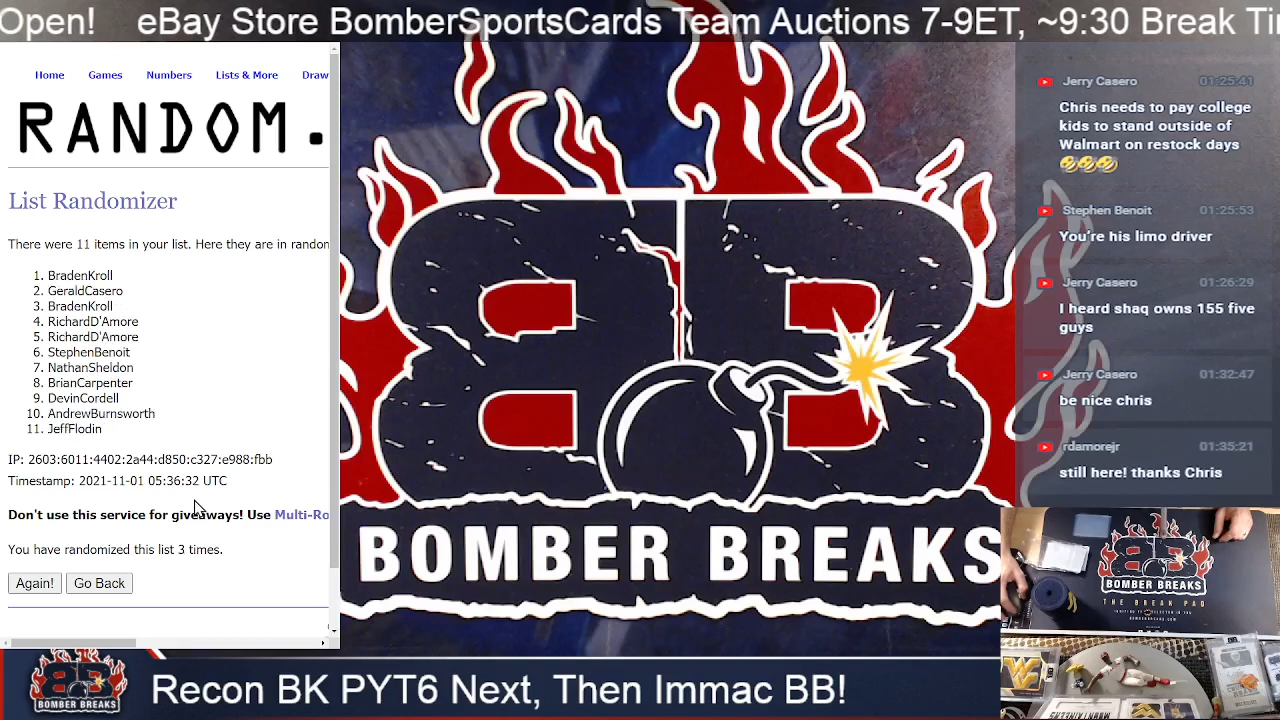 Open! eBay Store BomberSportsCards Team Auctions 7-9ET, ~9:30 Break
Home Games Numbers Lists & More Draw
RANDOM.
List Randomizer
There were 11 items in your list. Here they are in
1. BradenKroll
2. GeraldCasero
3. BradenKroll
4. RichardD'Amore
5. RichardD'Amore
6. StephenBenoit
7. NathanSheldon
8. BrianCarpenter
9. DevinCordell
10. AndrewBurnsworth
11. JeffFlodin
IP: 2603:6011:4402:2a44:d850:c327:e988:fbb
Timestamp: 2021-11-01 05:36:32 UTC
Don't use this service for giveaways! Use
You have randomized this list 3 times.
Again! Go Back
BB
BOMBER BREAKS
Jerry Casero 01:25:41
Chris needs to pay college
kids to stand outside of
Walmart on restock days
🤣🤣🤣
Stephen Benoit 01:25:53
You're his limo driver
Jerry Casero 01:26:29
I heard shaq owns 155 five
guys
Jerry Casero 01:32:47
be nice chris
rdamorejr 01:35:21
still here! thanks Chris
BB
BOMBER BREAKS
THE BREAK PAD
BB
BOMBER BREAKS
Recon BK PYT6 Next, Then Immac BB!